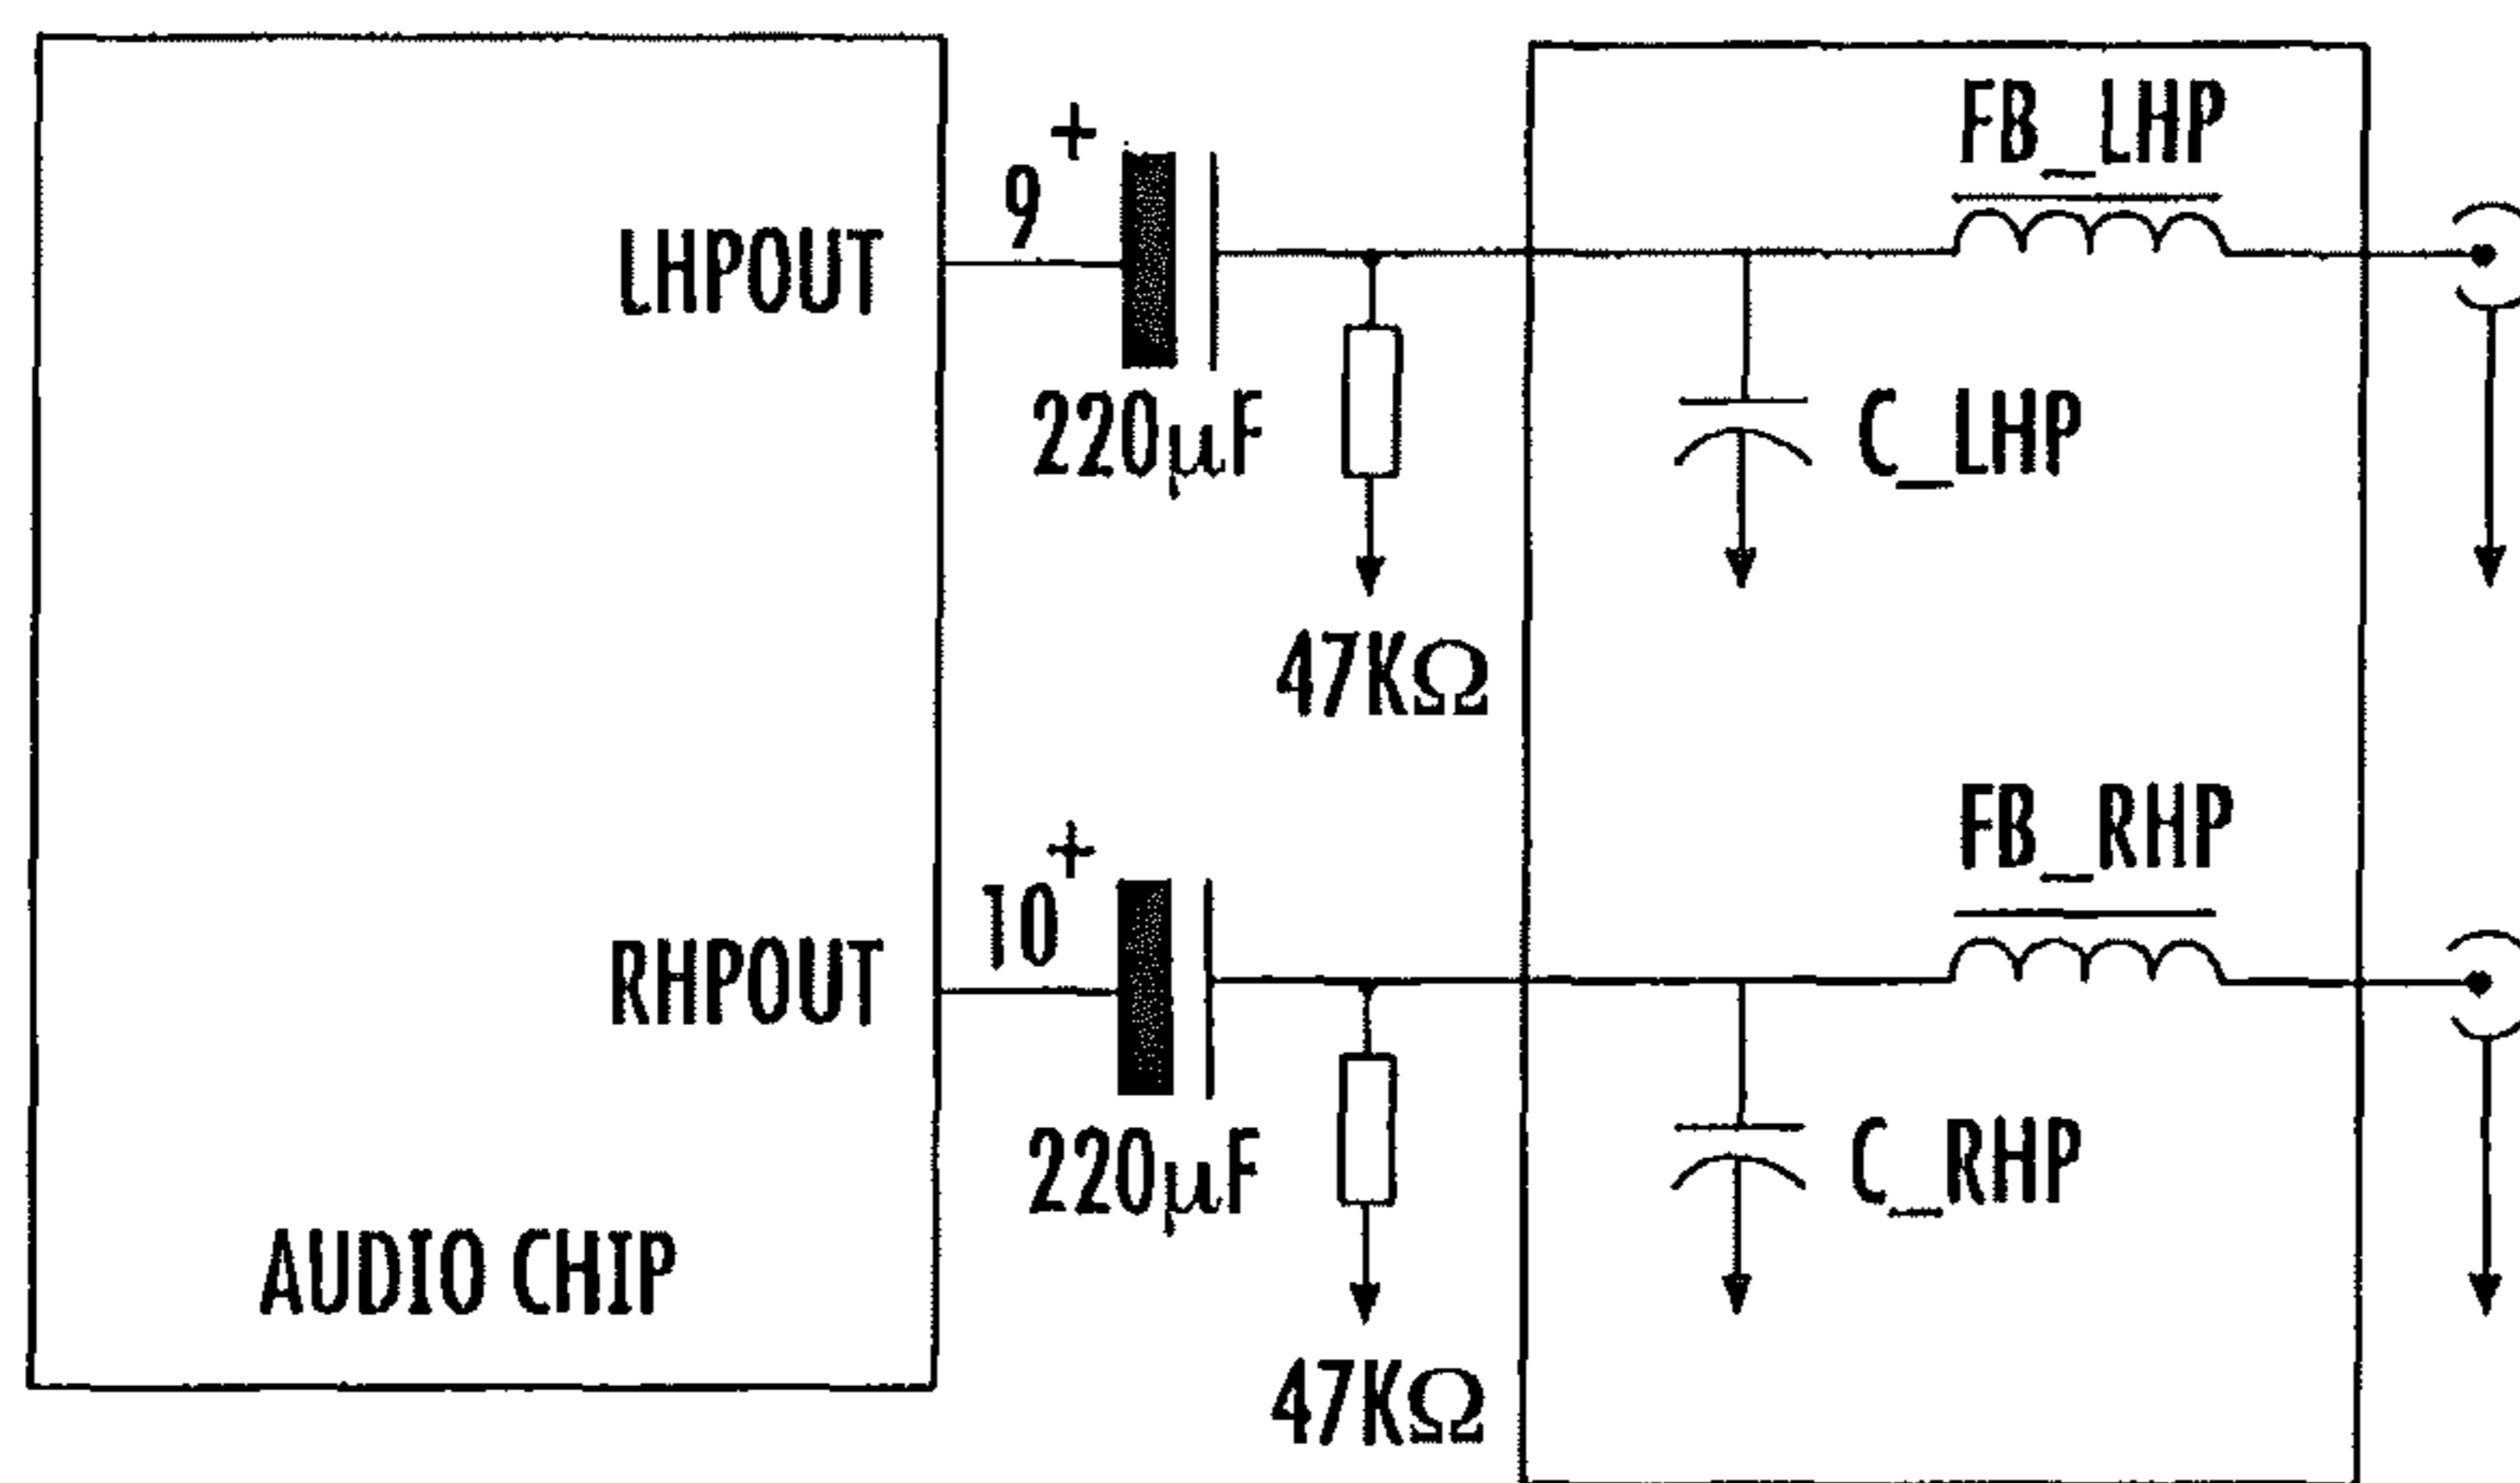 FB_LHP
+
9
LHPOUT
220µF
C_LHP
47KΩ
FB_RHP
+
10
RHPOUT
220µF
C_RHP
AUDIO CHIP
47KΩ